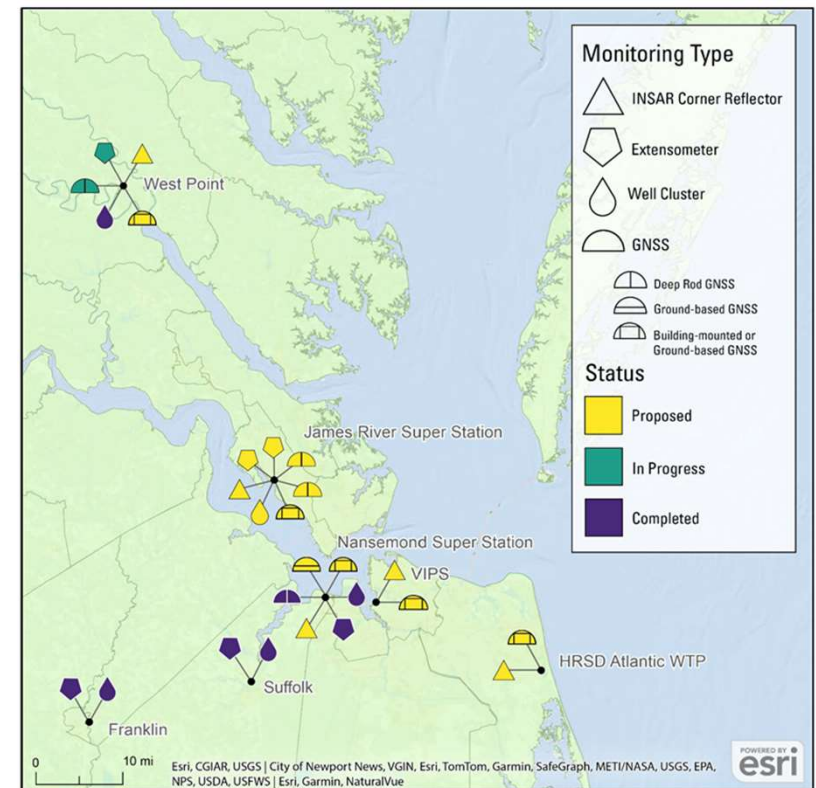 Monitoring Type
INSAR Corner Reflector
Extensometer
Well Cluster
GNSS
Deep Rod GNSS
Ground-based GNSS
Building-mounted or
Ground-based GNSS
Status
Proposed
In Progress
Completed
West Point
James River Super Station
Nansemond Super Station
VIPS
HRSD Atlantic WTP
Suffolk
Franklin
0 10 mi
Esri, CGIAR, USGS | City of Newport News, VGIN, Esri, TomTom, Garmin, SafeGraph, METI/NASA, USGS, EPA,
NPS, USDA, USFWS | Esri, Garmin, NaturalVue
POWERED BY
esri